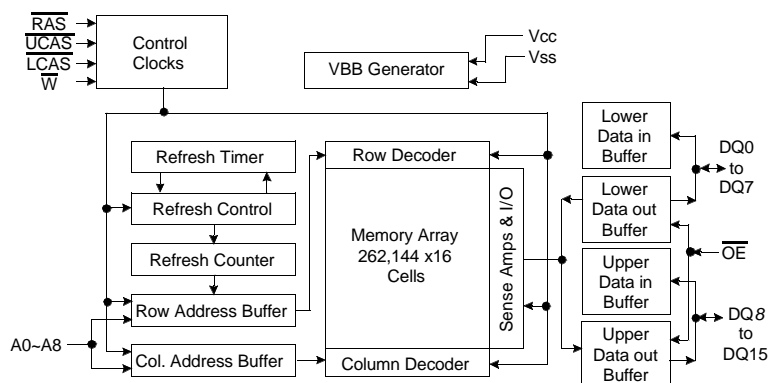 RAS
UCAS
LCAS
W
Control
Clocks
VBB Generator
Vcc
Vss
Refresh Timer
Refresh Control
Refresh Counter
Row Address Buffer
Col. Address Buffer
A0~A8
Row Decoder
Memory Array
262,144 x16
Cells
Column Decoder
Sense Amps & I/O
Lower
Data in
Buffer
Lower
Data out
Buffer
Upper
Data in
Buffer
Upper
Data out
Buffer
DQ0
to
DQ7
OE
DQ8
to
DQ15